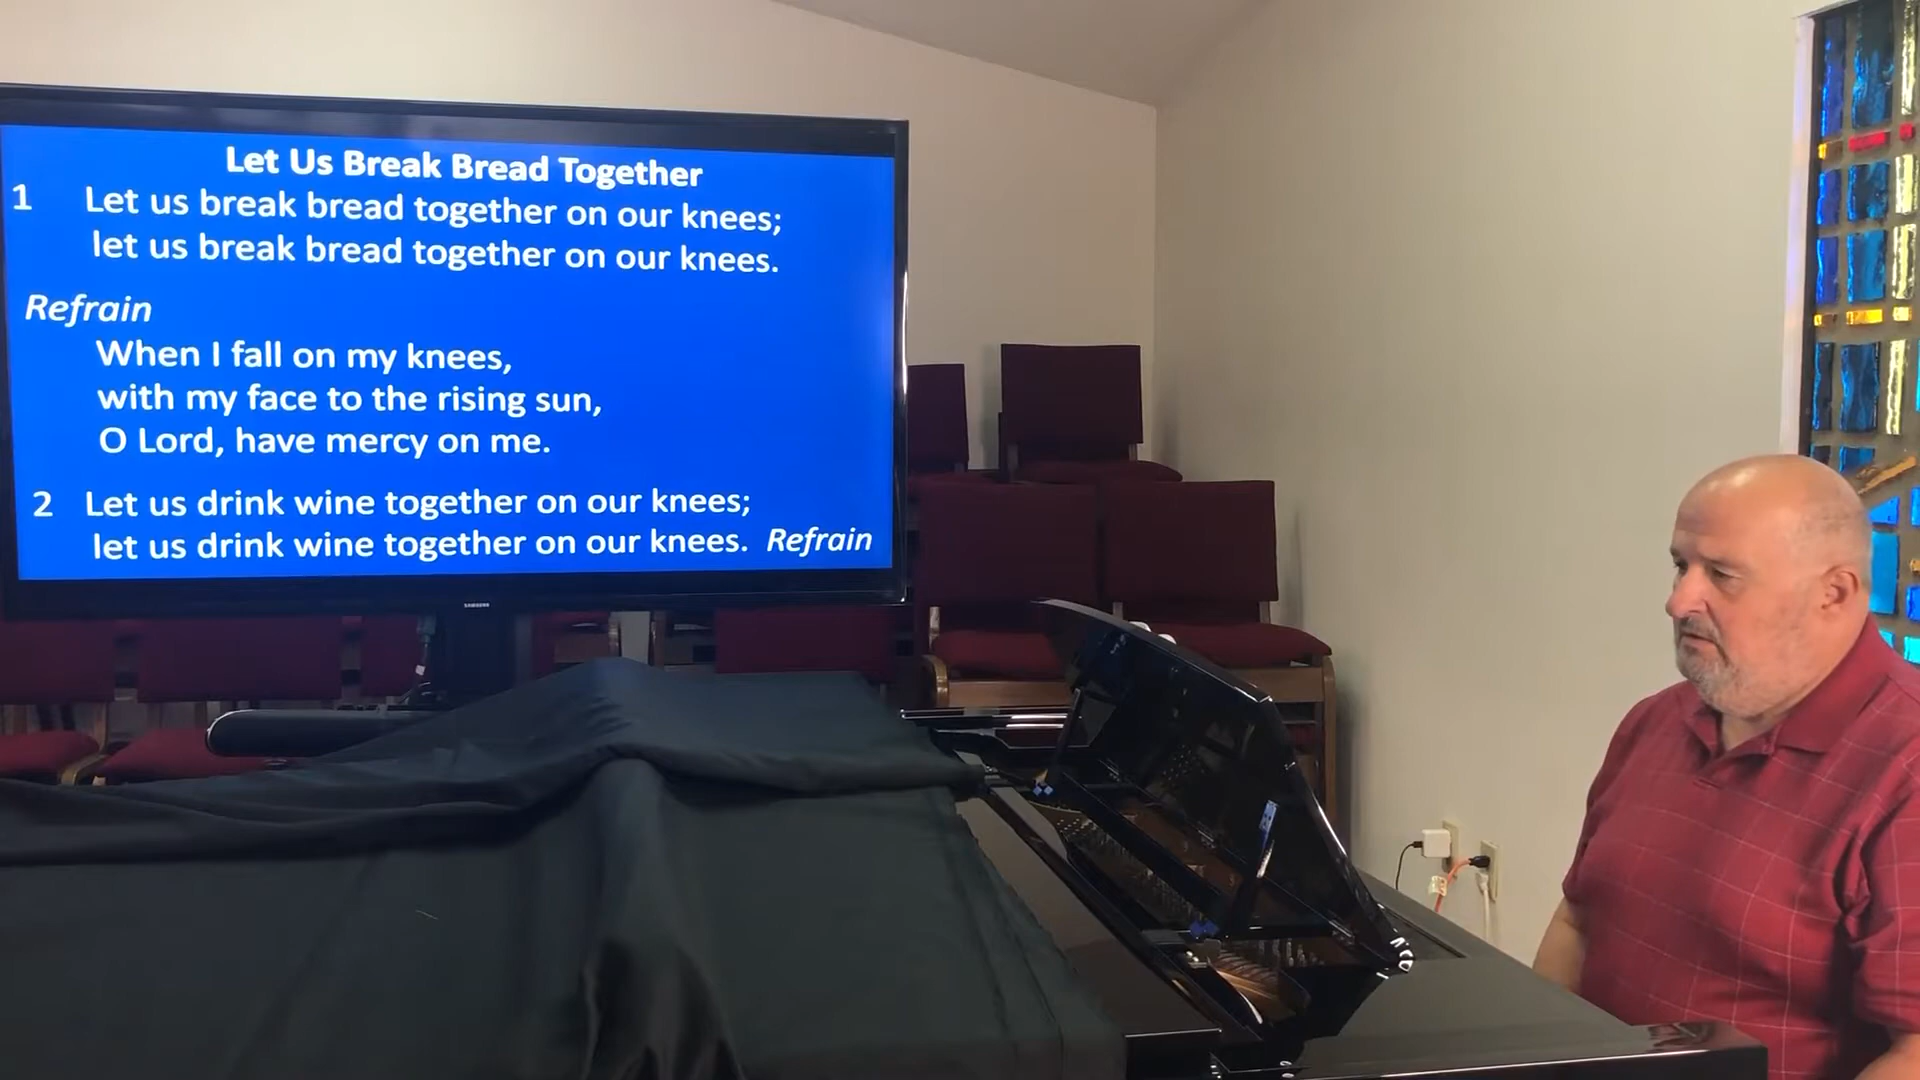 Let Us Break Bread Together
1 Let us break bread together on our knees;
let us break bread together on our knees.
Refrain
When I fall on my knees,
with my face to the rising sun,
O Lord, have mercy on me.
2 Let us drink wine together on our knees;
let us drink wine together on our knees. Refrain
SAMSUNG